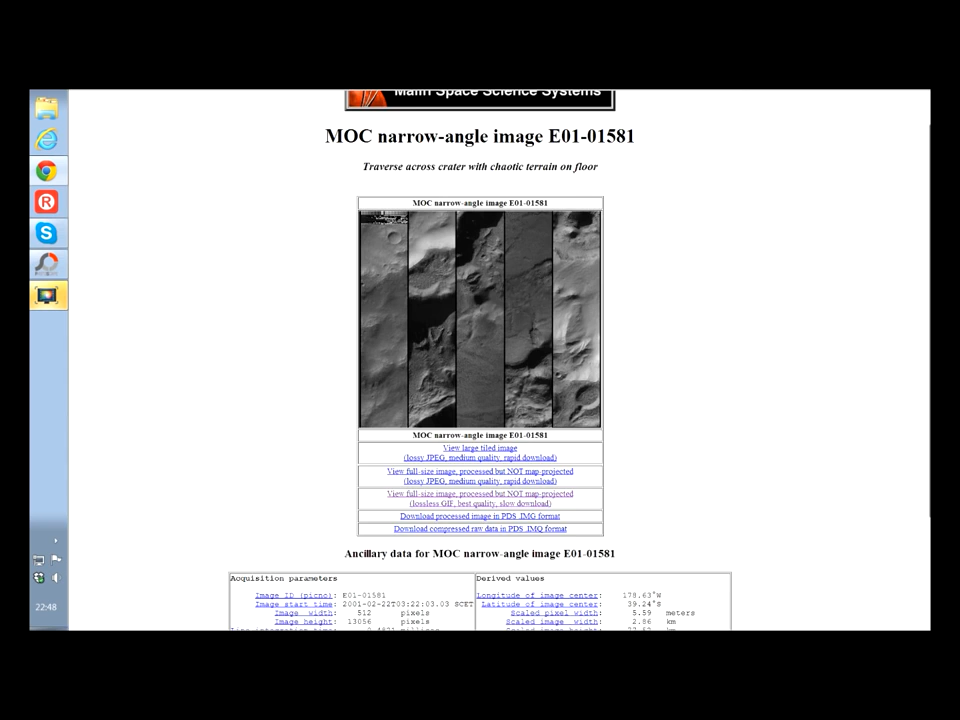 Malin Space Science Systems
MOC narrow-angle image E01-01581
Traverse across crater with chaotic terrain on floor
MOC narrow-angle image E01-01581
MOC narrow-angle image E01-01581
View large tiled image
(lossy JPEG, medium quality, rapid download)
View full-size image, processed but NOT map-projected
(lossy JPEG, medium quality, rapid download)
View full-size image, processed but NOT map-projected
(lossless GIF, best quality, slow download)
Download processed image in PDS .IMG format
Download compressed raw data in PDS .IMQ format
Ancillary data for MOC narrow-angle image E01-01581
Acquisition parameters
Image ID (picno): E01-01581
Image start time: 2001-02-22T03:22:03.03 SCET
Image width: 512 pixels
Image height: 13056 pixels
Derived values
Longitude of image center: 178.63°W
Latitude of image center: 39.24°S
Scaled pixel width: 5.59 meters
Scaled image width: 2.86 km
22:48